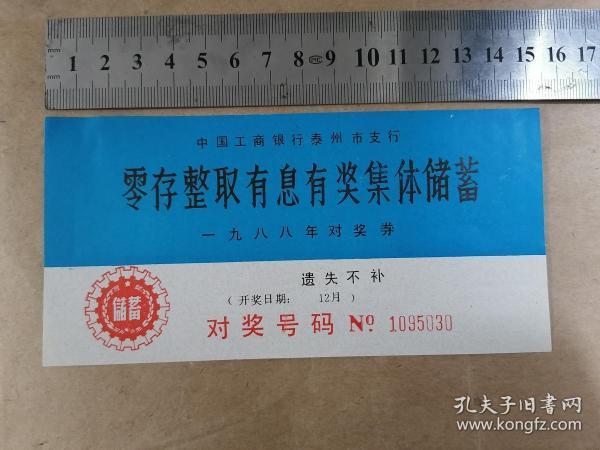 mm 1 2 3 4 5 6 7 8 MC 9 10 11 12 13 14 15 16 17
mm
中国工商银行泰州市支行
零存整取有息有奖集体储蓄
一九八八年对奖券
遗失不补
(开奖日期： 12月)
储蓄
对奖号码 № 1095030
孔夫子旧书网
www.kongfz.com